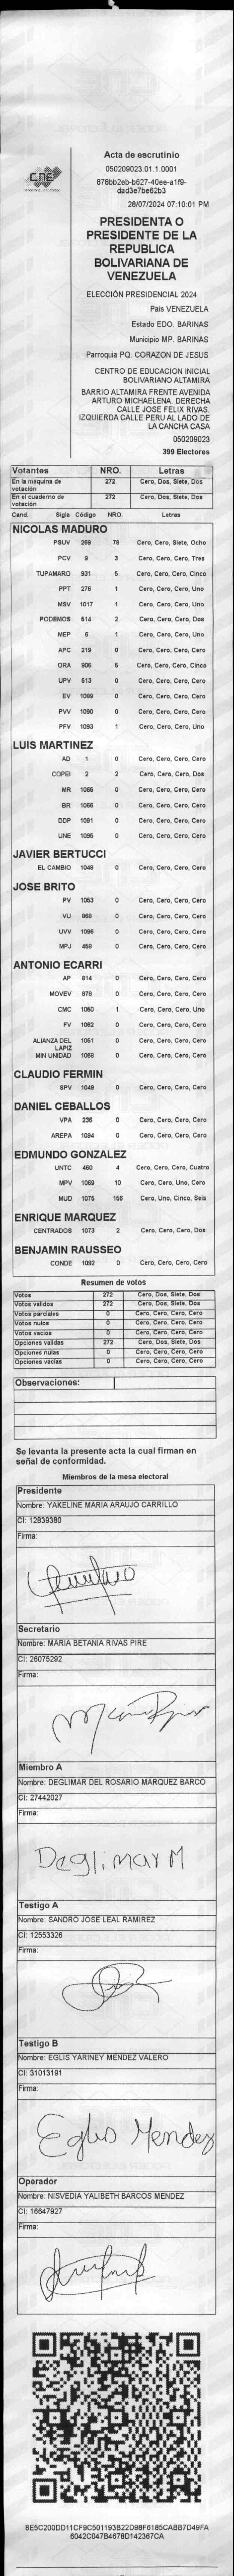 CNE
Acta de escrutinio
050209023.01.1.0001
878bb2eb-b627-40ee-a1f9-
dad3e7be62b3
28/07/2024 07:10:01 PM
PRESIDENTA O
PRESIDENTE DE LA
REPUBLICA
BOLIVARIANA DE
VENEZUELA
ELECCIÓN PRESIDENCIAL 2024
Pais VENEZUELA
Estado EDO. BARINAS
Municipio MP. BARINAS
Parroquia PQ. CORAZON DE JESUS
CENTRO DE EDUCACION INICIAL
BOLIVARIANO ALTAMIRA
BARRIO ALTAMIRA FRENTE AVENIDA
ARTURO MICHAELENA. DERECHA
CALLE JOSE FELIX RIVAS.
IZQUIERDA CALLE PERU AL LADO DE
LA CANCHA CASA
050209023
399 Electores
Votantes NRO. Letras
En la máquina de votación 272 Cero, Dos, Siete, Dos
En el cuaderno de votación 272 Cero, Dos, Siete, Dos
Cand. Sigla Código NRO. Letras
NICOLAS MADURO
PSUV 269 78 Cero, Cero, Siete, Ocho
PCV 9 3 Cero, Cero, Cero, Tres
TUPAMARO 931 5 Cero, Cero, Cero, Cinco
PPT 276 1 Cero, Cero, Cero, Uno
MSV 1017 1 Cero, Cero, Cero, Uno
PODEMOS 514 2 Cero, Cero, Cero, Dos
MEP 6 1 Cero, Cero, Cero, Uno
APC 219 0 Cero, Cero, Cero, Cero
ORA 906 5 Cero, Cero, Cero, Cinco
UPV 513 0 Cero, Cero, Cero, Cero
EV 1089 0 Cero, Cero, Cero, Cero
PVV 1090 0 Cero, Cero, Cero, Cero
PFV 1093 1 Cero, Cero, Cero, Uno
LUIS MARTINEZ
AD 1 0 Cero, Cero, Cero, Cero
COPEI 2 2 Cero, Cero, Cero, Dos
MR 1065 0 Cero, Cero, Cero, Cero
BR 1066 0 Cero, Cero, Cero, Cero
DDP 1091 0 Cero, Cero, Cero, Cero
UNE 1095 0 Cero, Cero, Cero, Cero
JAVIER BERTUCCI
EL CAMBIO 1048 0 Cero, Cero, Cero, Cero
JOSE BRITO
PV 1053 0 Cero, Cero, Cero, Cero
VU 868 0 Cero, Cero, Cero, Cero
UVV 1096 0 Cero, Cero, Cero, Cero
MPJ 458 0 Cero, Cero, Cero, Cero
ANTONIO ECARRI
AP 814 0 Cero, Cero, Cero, Cero
MOVEV 878 0 Cero, Cero, Cero, Cero
CMC 1050 1 Cero, Cero, Cero, Uno
FV 1062 0 Cero, Cero, Cero, Cero
ALIANZA DEL LAPIZ 1051 0 Cero, Cero, Cero, Cero
MIN UNIDAD 1058 0 Cero, Cero, Cero, Cero
CLAUDIO FERMIN
SPV 1049 0 Cero, Cero, Cero, Cero
DANIEL CEBALLOS
VPA 236 0 Cero, Cero, Cero, Cero
AREPA 1094 0 Cero, Cero, Cero, Cero
EDMUNDO GONZALEZ
UNTC 460 4 Cero, Cero, Cero, Cuatro
MPV 1069 10 Cero, Cero, Uno, Cero
MUD 1075 156 Cero, Uno, Cinco, Seis
ENRIQUE MARQUEZ
CENTRADOS 1073 2 Cero, Cero, Cero, Dos
BENJAMIN RAUSSEO
CONDE 1092 0 Cero, Cero, Cero, Cero
Resumen de votos
Votos 272 Cero, Dos, Siete, Dos
Votos validos 272 Cero, Dos, Siete, Dos
Votos parciales 0 Cero, Cero, Cero, Cero
Votos nulos 0 Cero, Cero, Cero, Cero
Votos vacios 0 Cero, Cero, Cero, Cero
Opciones validas 272 Cero, Dos, Siete, Dos
Opciones nulas 0 Cero, Cero, Cero, Cero
Opciones vacias 0 Cero, Cero, Cero, Cero
Observaciones:
Se levanta la presente acta la cual firman en
señal de conformidad.
Miembros de la mesa electoral
Presidente
Nombre: YAKELINE MARIA ARAUJO CARRILLO
CI: 12839380
Firma:
Secretario
Nombre: MARIA BETANIA RIVAS PIRE
CI: 26075292
Firma:
Miembro A
Nombre: DEGLIMAR DEL ROSARIO MARQUEZ BARCO
CI: 27442027
Firma:
Deglimar M
Testigo A
Nombre: SANDRO JOSE LEAL RAMIREZ
CI: 12553326
Firma:
Testigo B
Nombre: EGLIS YARINEY MENDEZ VALERO
CI: 31013191
Firma:
Eglis Mendez
Operador
Nombre: NISVEDIA YALIBETH BARCOS MENDEZ
CI: 16647927
Firma:
8E5C200DD11CF9C501193B22D98F6185CABB7D49FA
6042C047B4678D142367CA